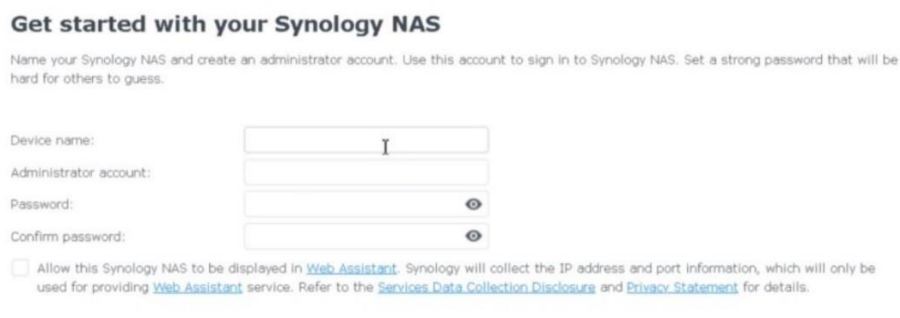 Get started with your Synology NAS
Name your Synology NAS and create an administrator account. Use this account to sign in to Synology NAS. Set a strong password that will be
hard for others to guess.
Device name:
Administrator account:
Password:
Confirm password:
Allow this Synology NAS to be displayed in Web Assistant. Synology will collect the IP address and port information, which will only be
used for providing Web Assistant service. Refer to the Services Data Collection Disclosure and Privacy Statement for details.